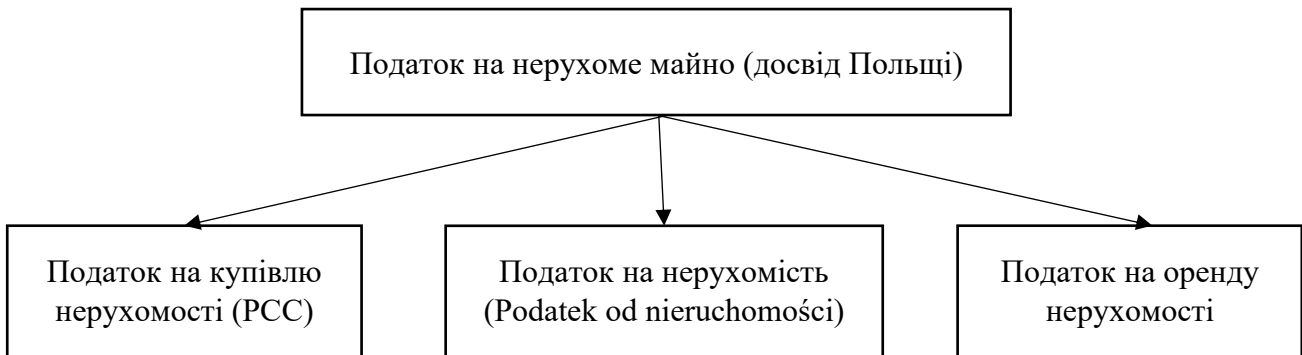 Податок на нерухоме майно (досвід Польщі)
Податок на купівлю
нерухомості (PCC)
Податок на нерухомість
(Podatek od nieruchomości)
Податок на оренду
нерухомості